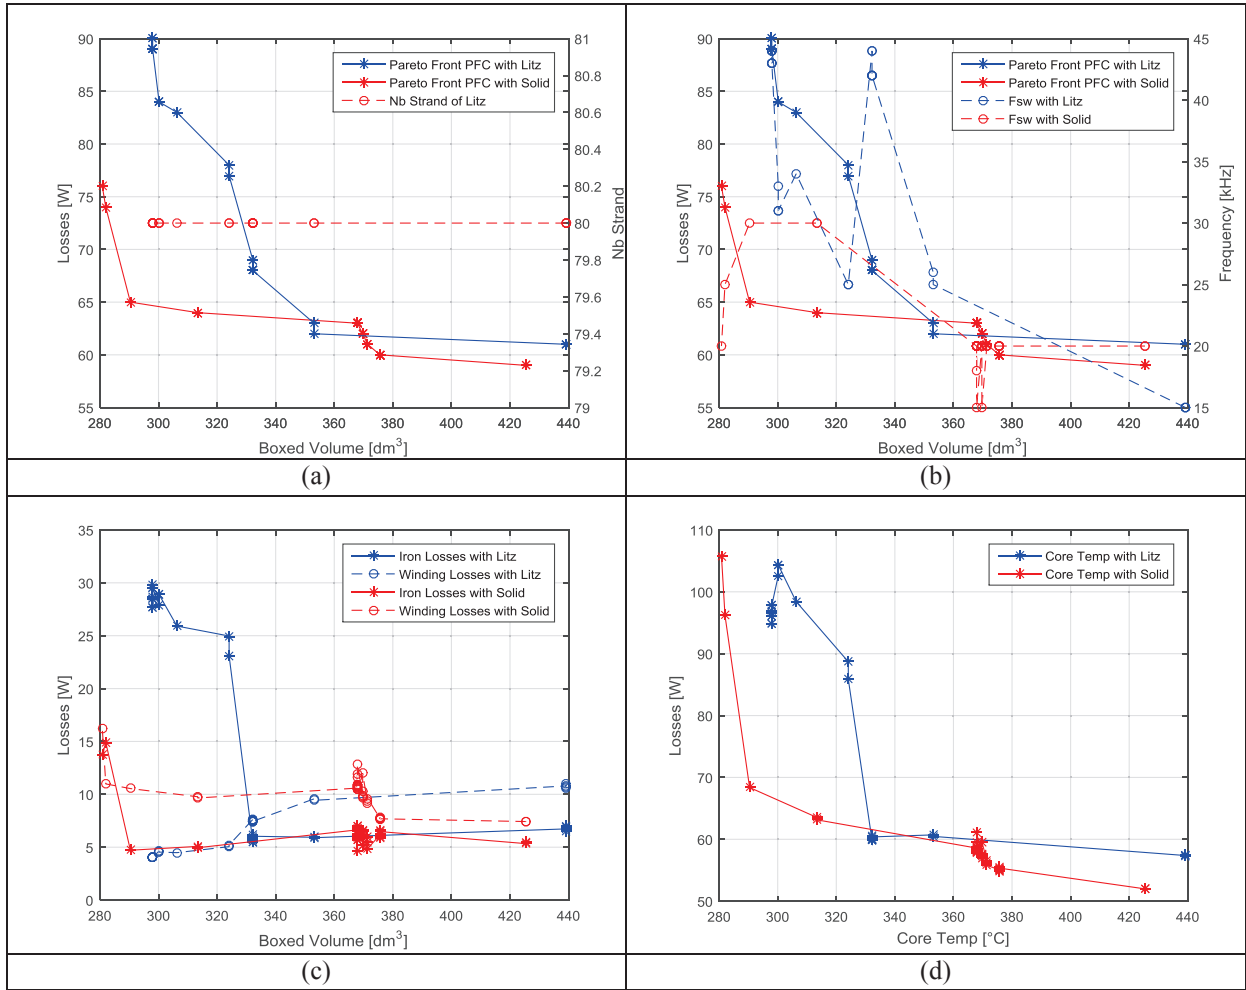 90
85
80
75
70
65
60
55
Losses [W]
81
80.8
80.6
80.4
80.2
80
79.8
79.6
79.4
79.2
79
Nb Strand
Pareto Front PFC with Litz
Pareto Front PFC with Solid
Nb Strand of Litz
280 300 320 340 360 380 400 420 440
Boxed Volume [dm³]
(a)
90
85
80
75
70
65
60
55
Losses [W]
45
40
35
30
25
20
15
Frequency [kHz]
Pareto Front PFC with Litz
Pareto Front PFC with Solid
Fsw with Litz
Fsw with Solid
280 300 320 340 360 380 400 420 440
Boxed Volume [dm³]
(b)
35
30
25
20
15
10
5
0
Losses [W]
Iron Losses with Litz
Winding Losses with Litz
Iron Losses with Solid
Winding Losses with Solid
280 300 320 340 360 380 400 420 440
Boxed Volume [dm³]
(c)
110
100
90
80
70
60
50
Losses [W]
Core Temp with Litz
Core Temp with Solid
280 300 320 340 360 380 400 420 440
Core Temp [°C]
(d)